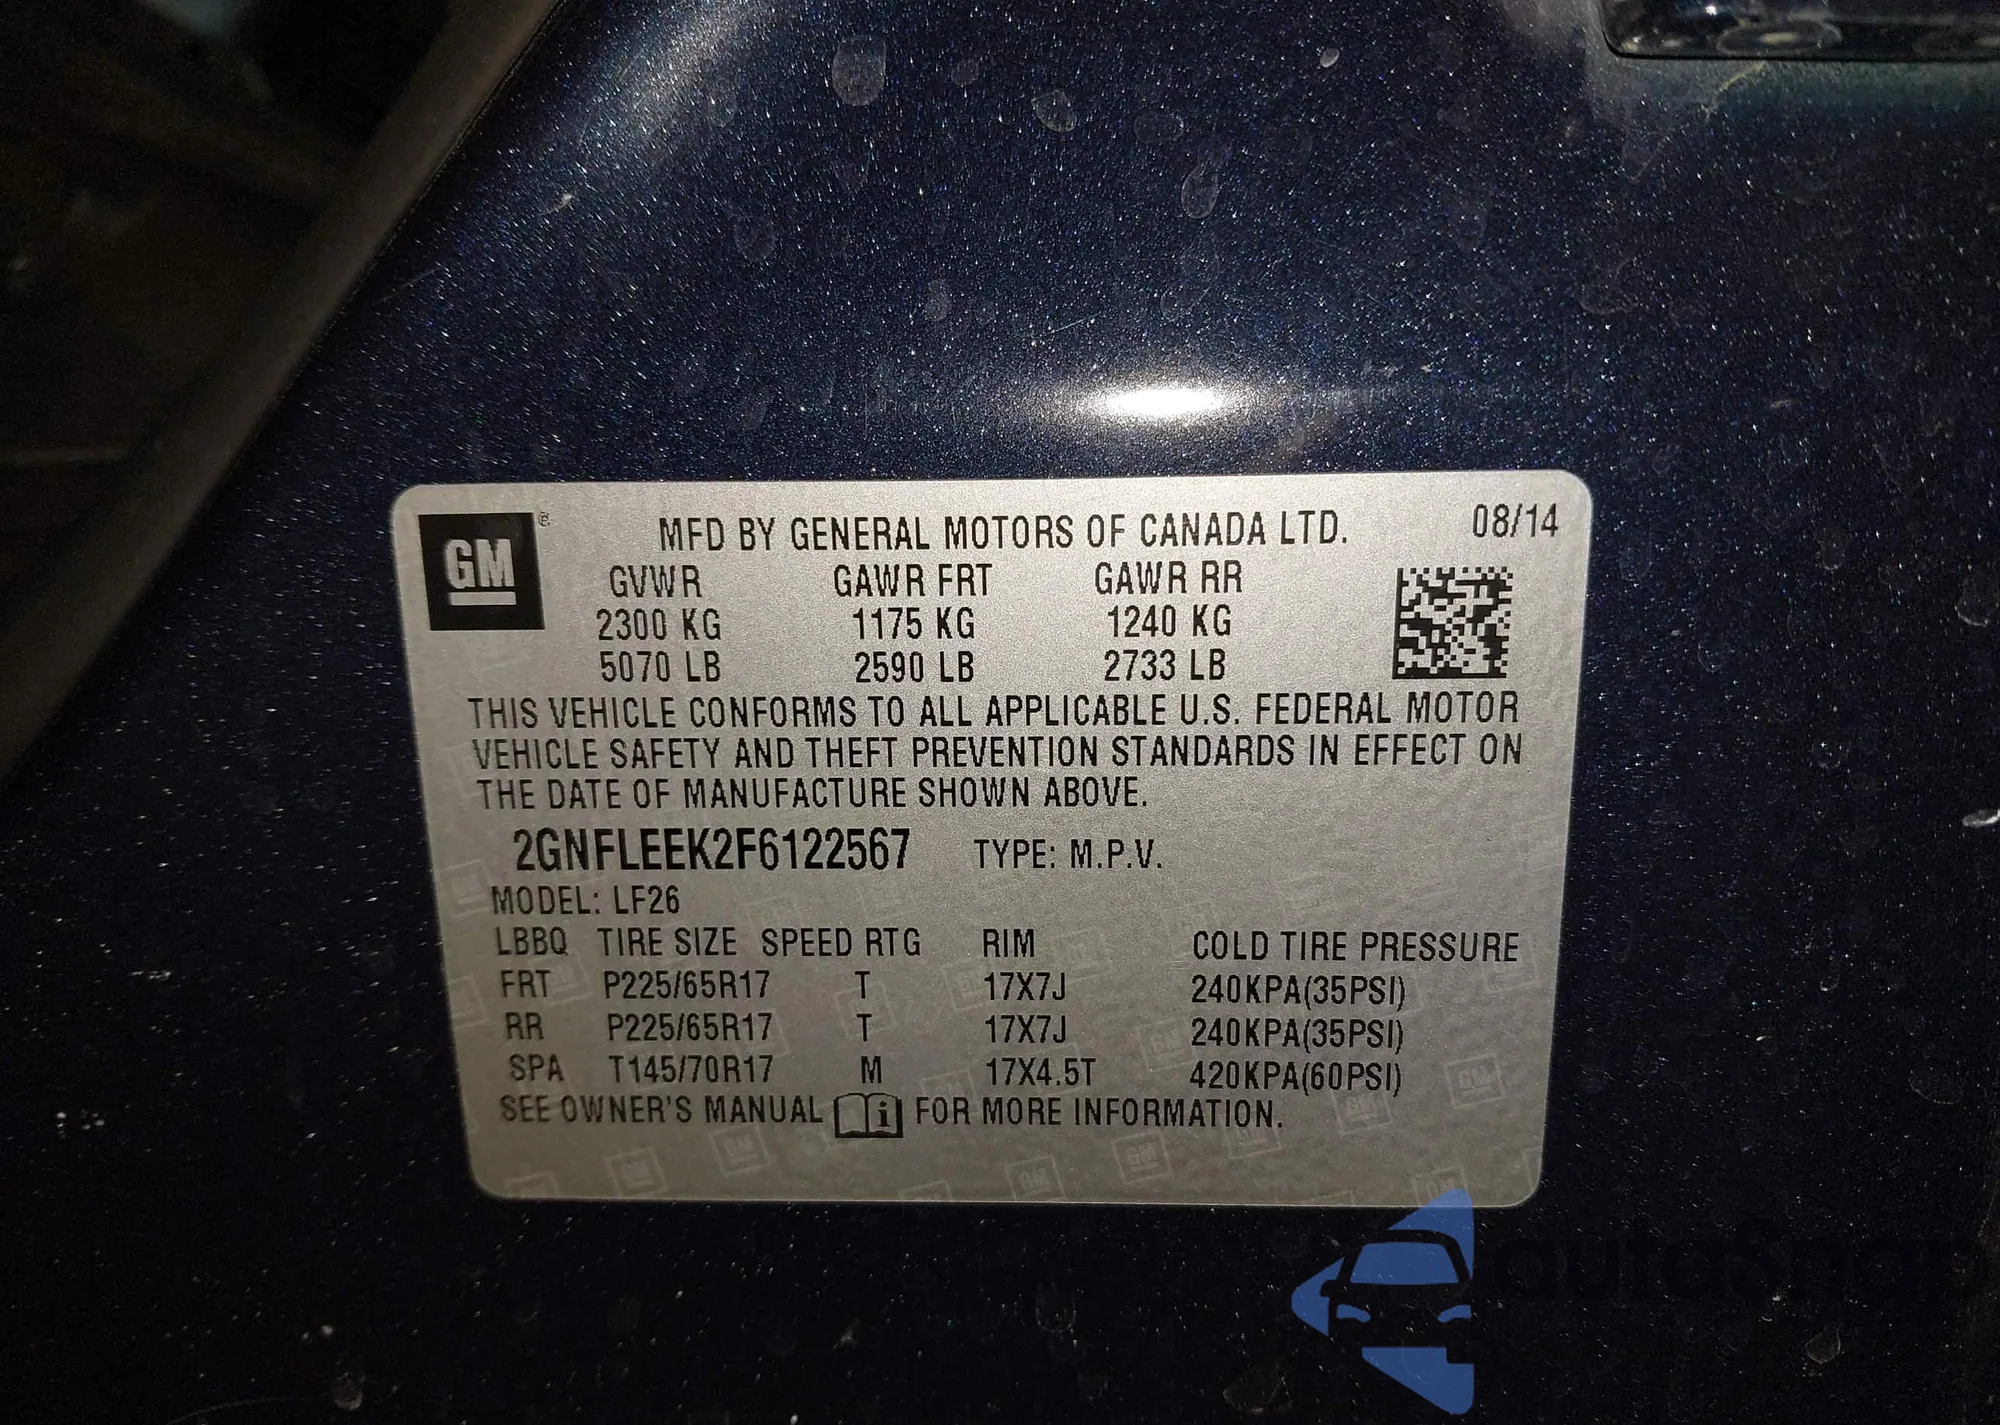 GM ®
MFD BY GENERAL MOTORS OF CANADA LTD. 08/14
GVWR GAWR FRT GAWR RR
2300 KG 1175 KG 1240 KG
5070 LB 2590 LB 2733 LB
THIS VEHICLE CONFORMS TO ALL APPLICABLE U.S. FEDERAL MOTOR
VEHICLE SAFETY AND THEFT PREVENTION STANDARDS IN EFFECT ON
THE DATE OF MANUFACTURE SHOWN ABOVE.
2GNFLEEK2F6122567 TYPE: M.P.V.
MODEL: LF26
LBBQ TIRE SIZE SPEED RTG RIM COLD TIRE PRESSURE
FRT P225/65R17 T 17X7J 240KPA(35PSI)
RR P225/65R17 T 17X7J 240KPA(35PSI)
SPA T145/70R17 M 17X4.5T 420KPA(60PSI)
SEE OWNER'S MANUAL i FOR MORE INFORMATION.